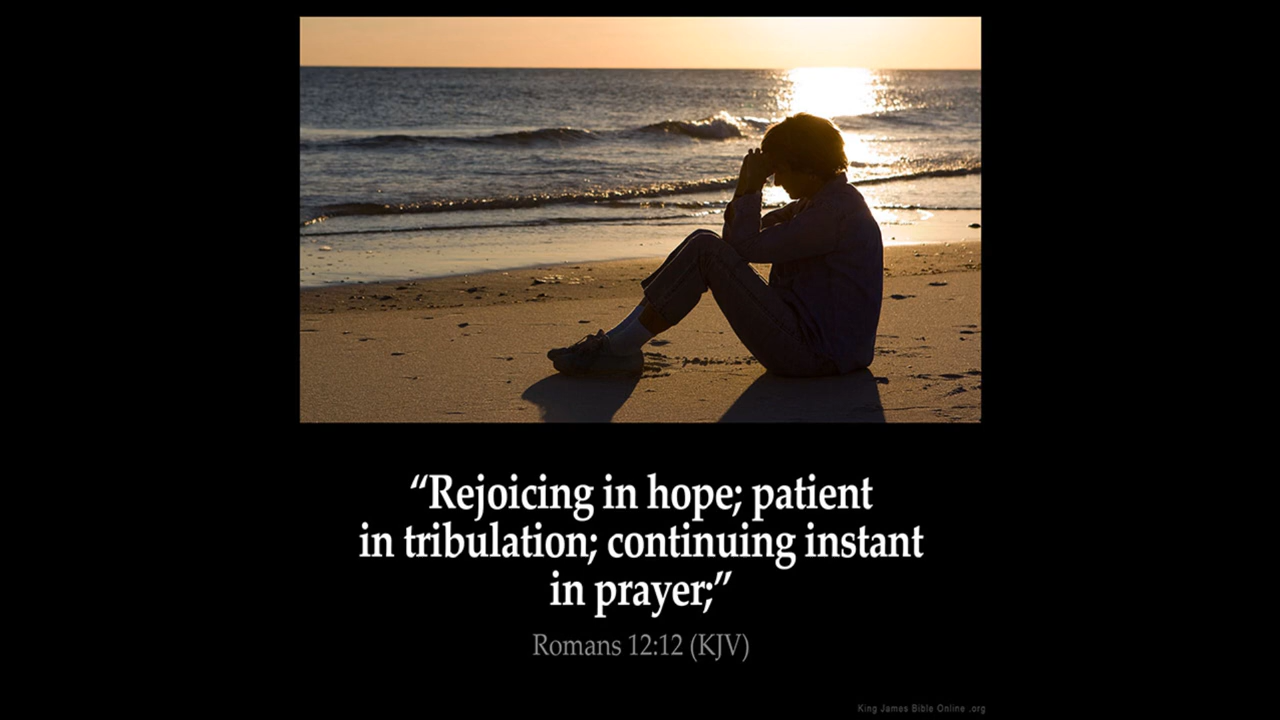 “Rejoicing in hope; patient
in tribulation; continuing instant
in prayer;”
Romans 12:12 (KJV)
King James Bible Online .org